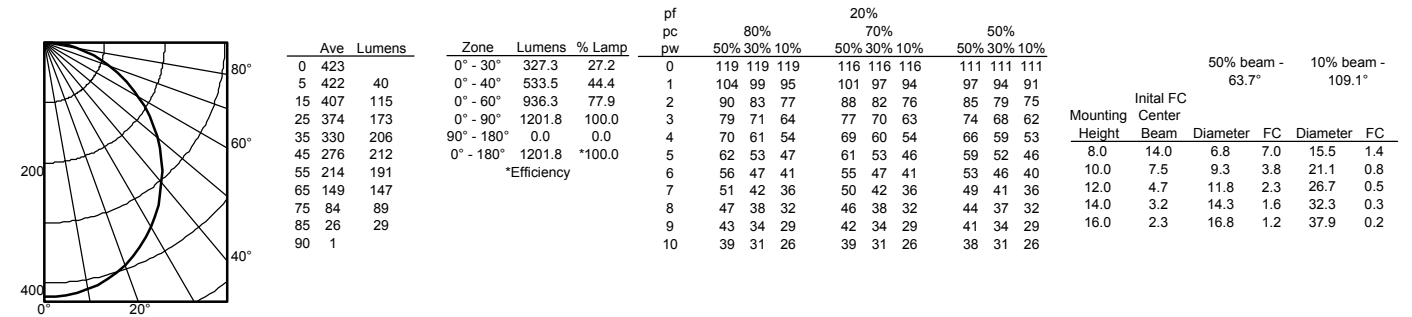 200
400
0° 20°
40°
60°
80°
Ave Lumens
0 423
5 422 40
15 407 115
25 374 173
35 330 206
45 276 212
55 214 191
65 149 147
75 84 89
85 26 29
90 1
Zone Lumens % Lamp
0° - 30° 327.3 27.2
0° - 40° 533.5 44.4
0° - 60° 936.3 77.9
0° - 90° 1201.8 100.0
90° - 180° 0.0 0.0
0° - 180° 1201.8 *100.0
*Efficiency
pf 20%
pc 80% 70% 50%
pw 50% 30% 10% 50% 30% 10% 50% 30% 10%
0 119 119 119 116 116 116 111 111 111
1 104 99 95 101 97 94 97 94 91
2 90 83 77 88 82 76 85 79 75
3 79 71 64 77 70 63 74 68 62
4 70 61 54 69 60 54 66 59 53
5 62 53 47 61 53 46 59 52 46
6 56 47 41 55 47 41 53 46 40
7 51 42 36 50 42 36 49 41 36
8 47 38 32 46 38 32 44 37 32
9 43 34 29 42 34 29 41 34 29
10 39 31 26 39 31 26 38 31 26
50% beam - 10% beam -
63.7° 109.1°
Inital FC
Mounting Center
Height Beam Diameter FC Diameter FC
8.0 14.0 6.8 7.0 15.5 1.4
10.0 7.5 9.3 3.8 21.1 0.8
12.0 4.7 11.8 2.3 26.7 0.5
14.0 3.2 14.3 1.6 32.3 0.3
16.0 2.3 16.8 1.2 37.9 0.2